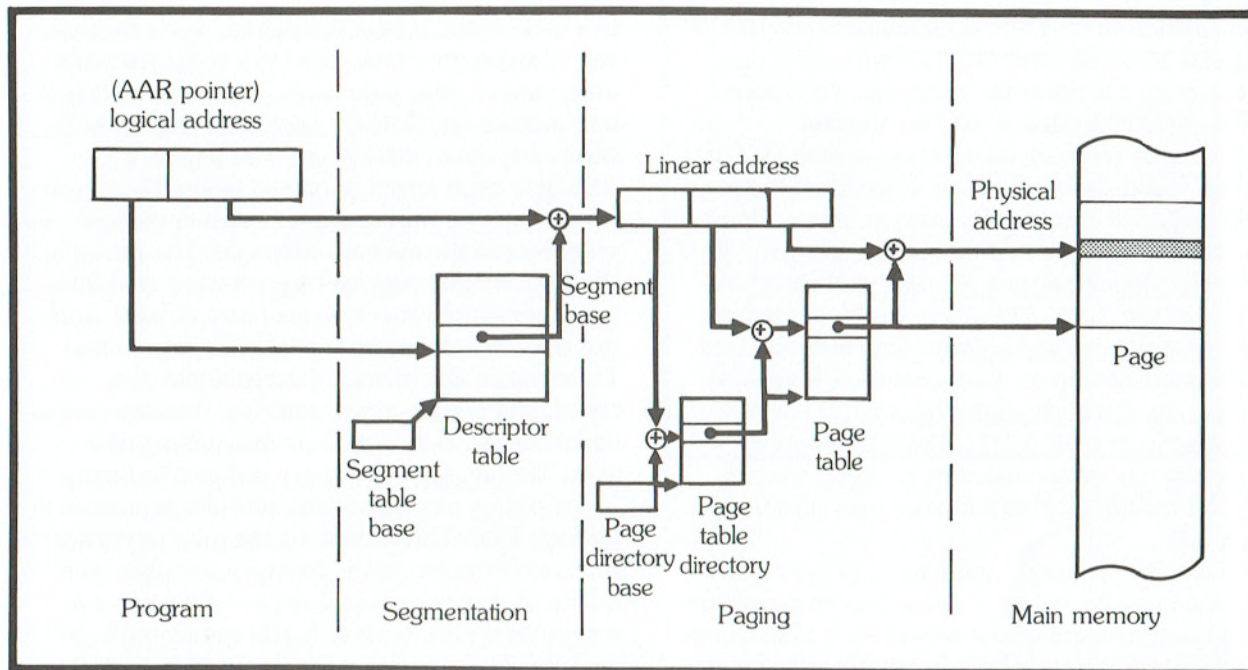 (AAR pointer)
logical address
Linear address
Physical
address
Segment
base
Descriptor
table
Segment
table
base
Page
directory
base
Page
table
directory
Page
table
Page
Program
Segmentation
Paging
Main memory